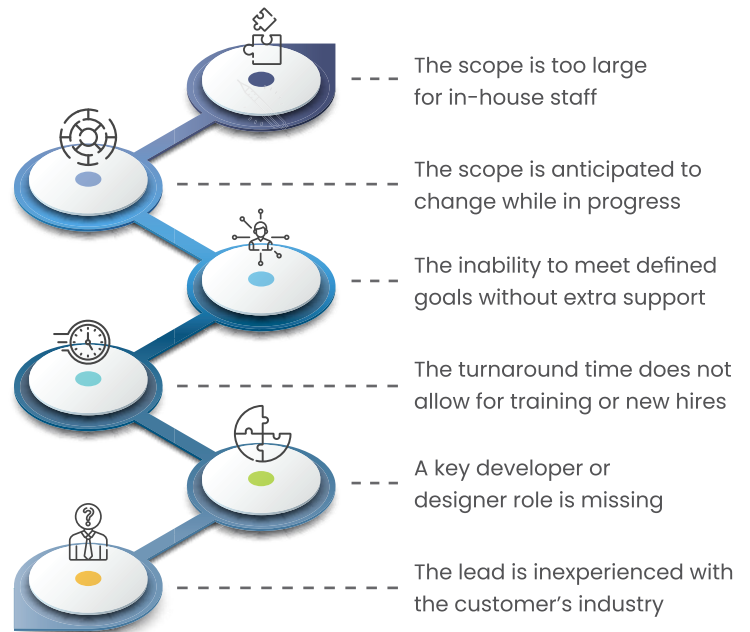 The scope is too large
for in-house staff
The scope is anticipated to
change while in progress
The inability to meet defined
goals without extra support
The turnaround time does not
allow for training or new hires
A key developer or
designer role is missing
The lead is inexperienced with
the customer’s industry